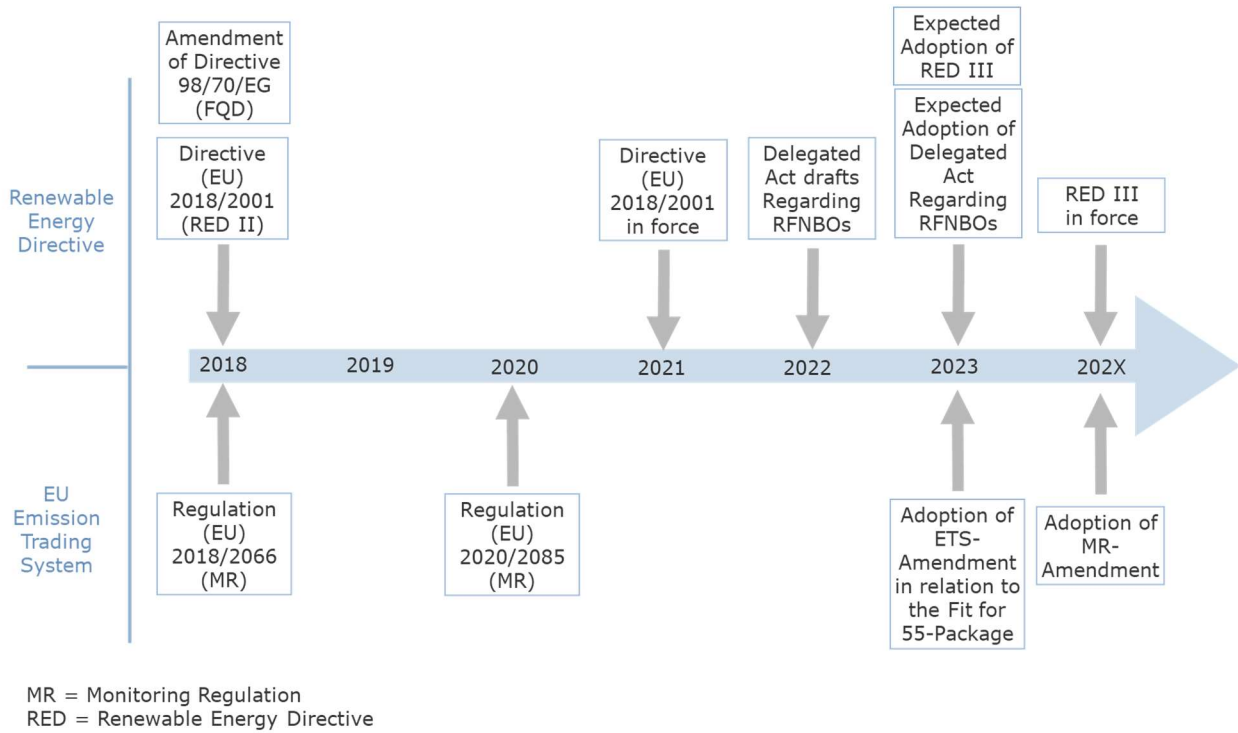 Amendment
of Directive
98/70/EG
(FQD)
Expected
Adoption of
RED III
Renewable
Energy
Directive
Directive
(EU)
2018/2001
(RED II)
Directive
(EU)
2018/2001
in force
Delegated
Act drafts
Regarding
RFNBOs
Expected
Adoption of
Delegated
Act
Regarding
RFNBOs
RED III
in force
2018
2019
2020
2021
2022
2023
202X
EU
Emission
Trading
System
Regulation
(EU)
2018/2066
(MR)
Regulation
(EU)
2020/2085
(MR)
Adoption of
ETS-
Amendment
in relation to
the Fit for
55-Package
Adoption of
MR-
Amendment
MR = Monitoring Regulation
RED = Renewable Energy Directive